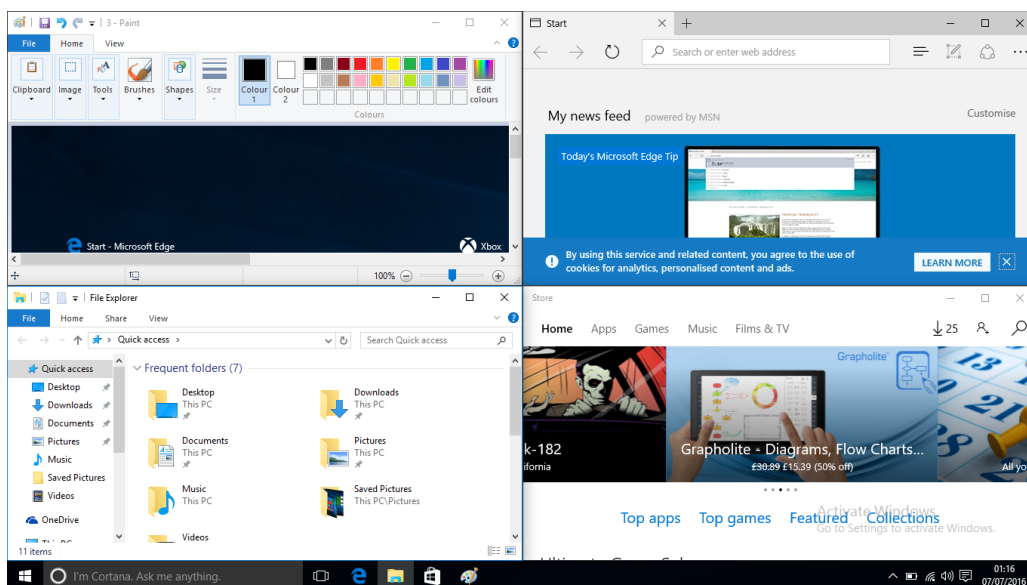 3 - Paint
File Home View
Clipboard Image Tools Brushes Shapes Size Colour 1 Colour 2 Edit colours
Colours
Start - Microsoft Edge
Xbox
100%
Start
Search or enter web address
My news feed powered by MSN
Customise
Today's Microsoft Edge Tip
By using this service and related content, you agree to the use of
cookies for analytics, personalised content and ads.
LEARN MORE
File Explorer
File Home Share View
Quick access
Search Quick access
Quick access
Desktop
Downloads
Documents
Pictures
Music
Saved Pictures
Videos
OneDrive
This PC
Frequent folders (7)
Desktop
This PC
Downloads
This PC
Documents
This PC
Pictures
This PC
Music
This PC
Saved Pictures
This PC\Pictures
Videos
11 items
Store
Home Apps Games Music Films & TV
25
Grapholite
13
21
k-182
ifornia
Grapholite - Diagrams, Flow Charts...
£30.89 £15.39 (50% off)
All yo
Top apps Top games Featured Collections
Activate Windows
Go to Settings to activate Windows.
I'm Cortana. Ask me anything.
01:16
07/07/2016